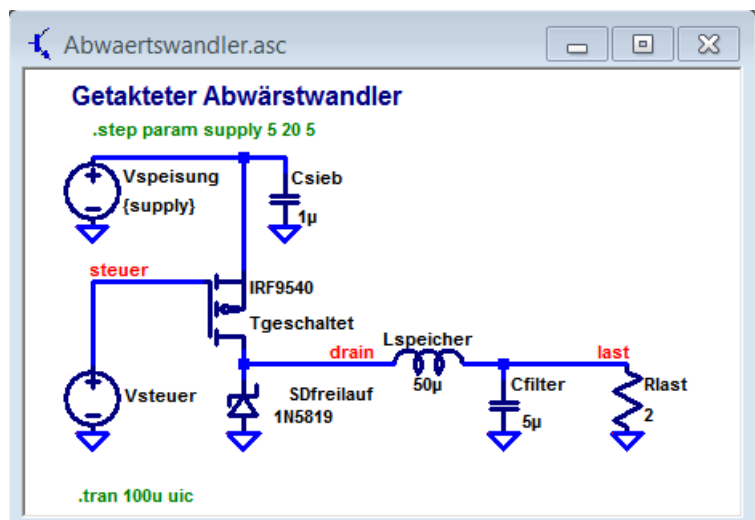 Abwaertswandler.asc
Getakteter Abwärstwandler
.step param supply 5 20 5
Vspeisung
{supply}
Csieb
1µ
steuer
IRF9540
Tgeschaltet
drain
Lspeicher
50µ
last
Vsteuer
SDfreilauf
1N5819
Cfilter
5µ
Rlast
2
.tran 100u uic